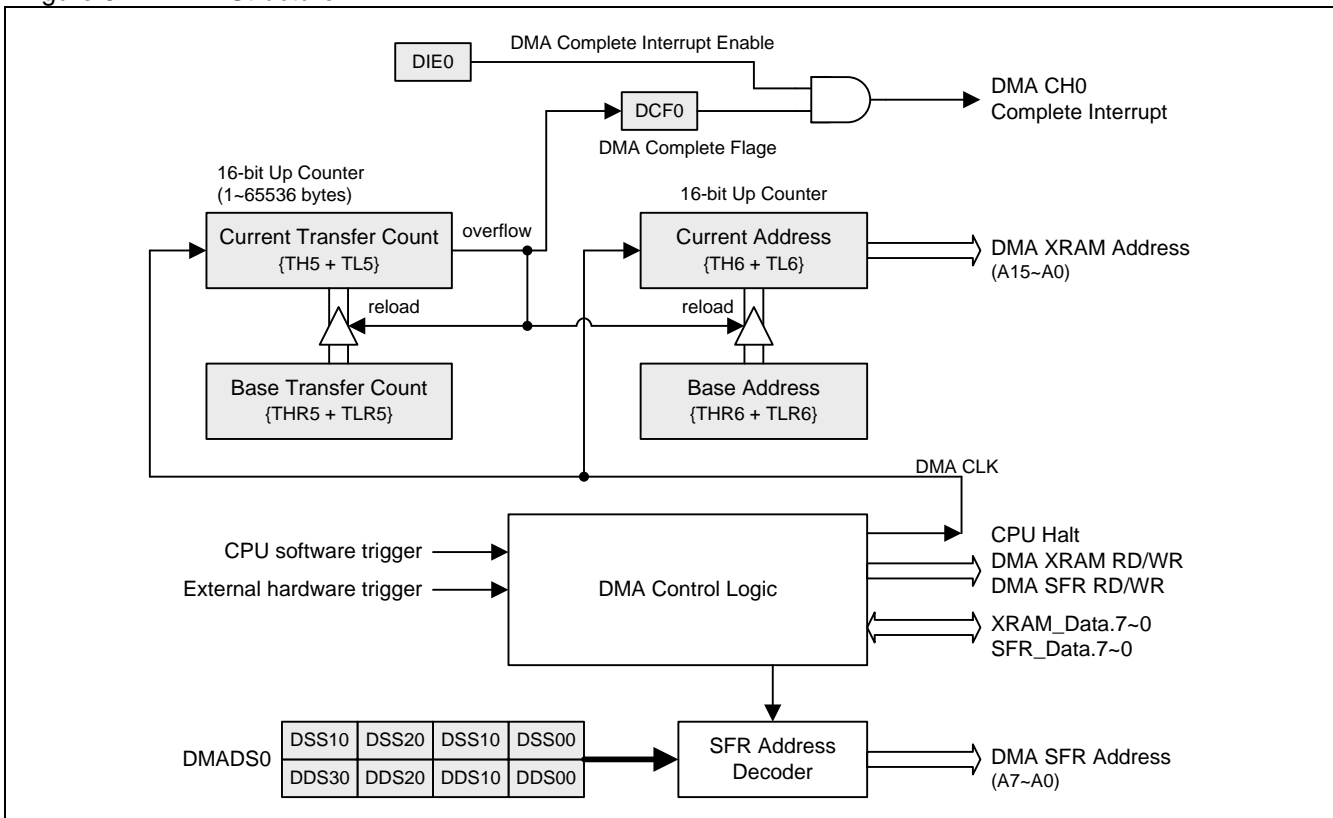 DMA Complete Interrupt Enable
DIE0
DMA CH0
Complete Interrupt
DCF0
DMA Complete Flage
16-bit Up Counter
(1~65536 bytes)
16-bit Up Counter
Current Transfer Count
{TH5 + TL5}
overflow
Current Address
{TH6 + TL6}
DMA XRAM Address
(A15~A0)
reload
reload
Base Transfer Count
{THR5 + TLR5}
Base Address
{THR6 + TLR6}
DMA CLK
CPU software trigger
External hardware trigger
DMA Control Logic
CPU Halt
DMA XRAM RD/WR
DMA SFR RD/WR
XRAM_Data.7~0
SFR_Data.7~0
DMADS0
DSS10 DSS20 DSS10 DSS00
DDS30 DDS20 DDS10 DDS00
SFR Address
Decoder
DMA SFR Address
(A7~A0)